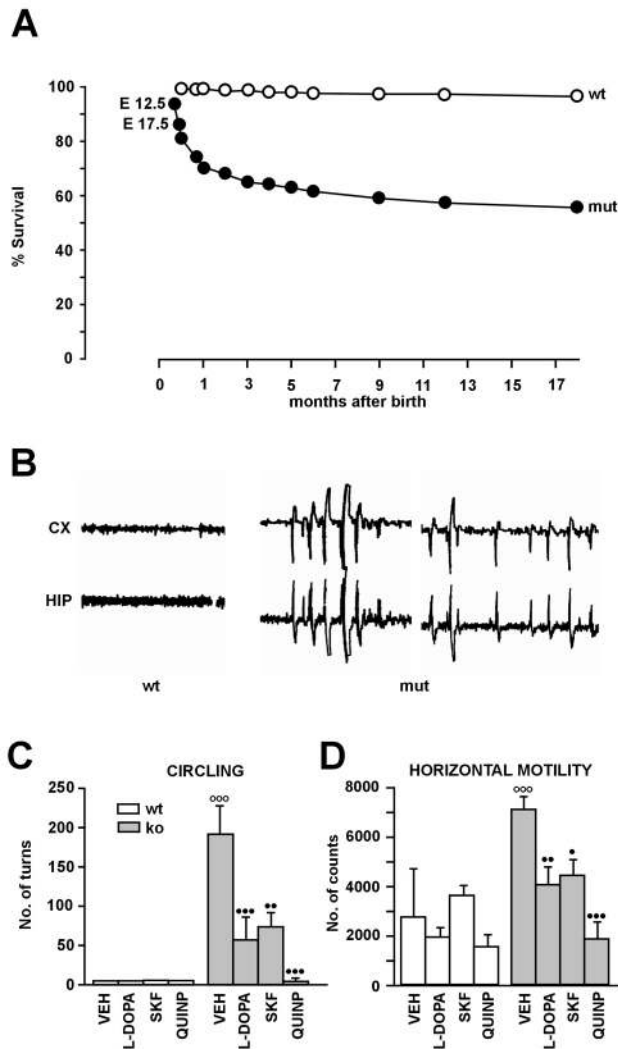 A
100
80
60
40
20
0
% Survival
E 12.5
E 17.5
wt
mut
0 1 3 5 7 9 11 13 15 17
months after birth
B
CX
HIP
wt
mut
C
CIRCLING
250
200
150
100
50
0
No. of turns
wt
ko
ooo
•••
••
•••
VEH
L-DOPA
SKF
QUINP
VEH
L-DOPA
SKF
QUINP
D
HORIZONTAL MOTILITY
8000
6000
4000
2000
0
No. of counts
ooo
••
•
•••
VEH
L-DOPA
SKF
QUINP
VEH
L-DOPA
SKF
QUINP